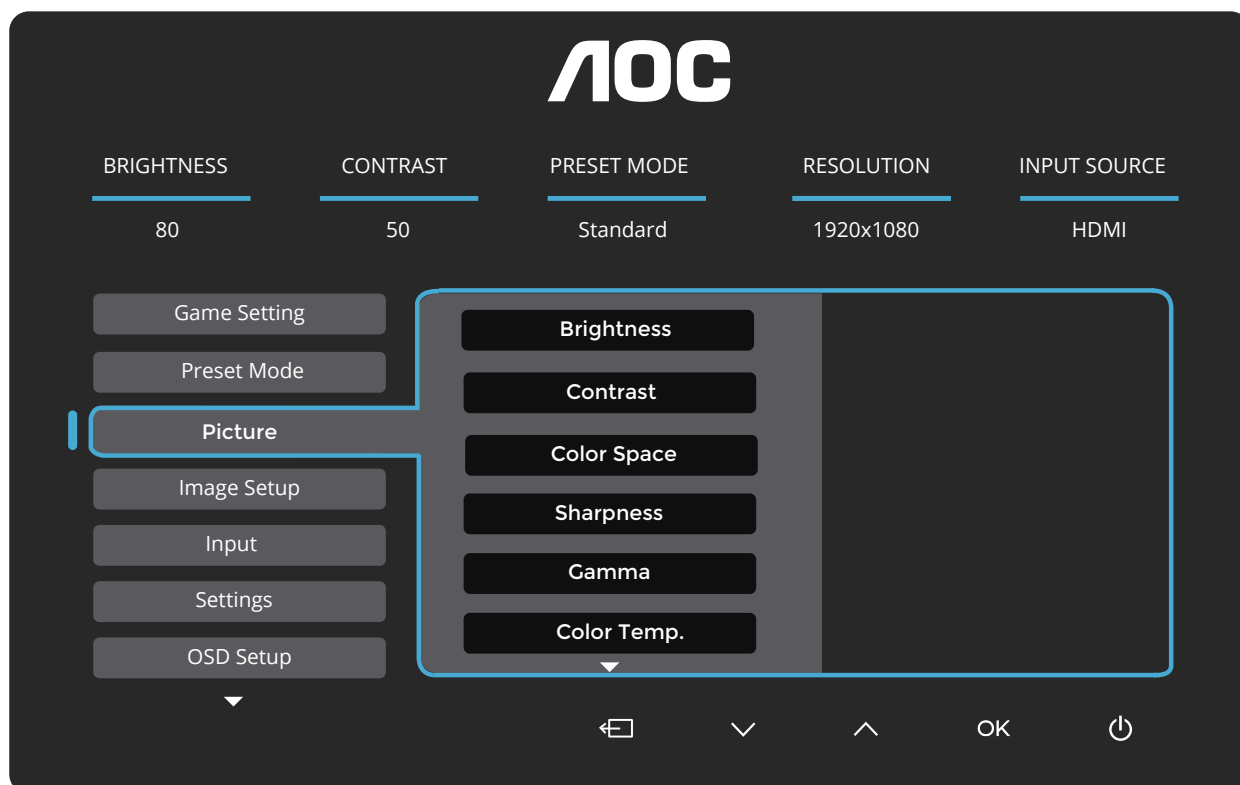 AOC
BRIGHTNESS CONTRAST PRESET MODE RESOLUTION INPUT SOURCE
80 50 Standard 1920x1080 HDMI
Game Setting
Preset Mode
Picture
Image Setup
Input
Settings
OSD Setup
Brightness
Contrast
Color Space
Sharpness
Gamma
Color Temp.
OK